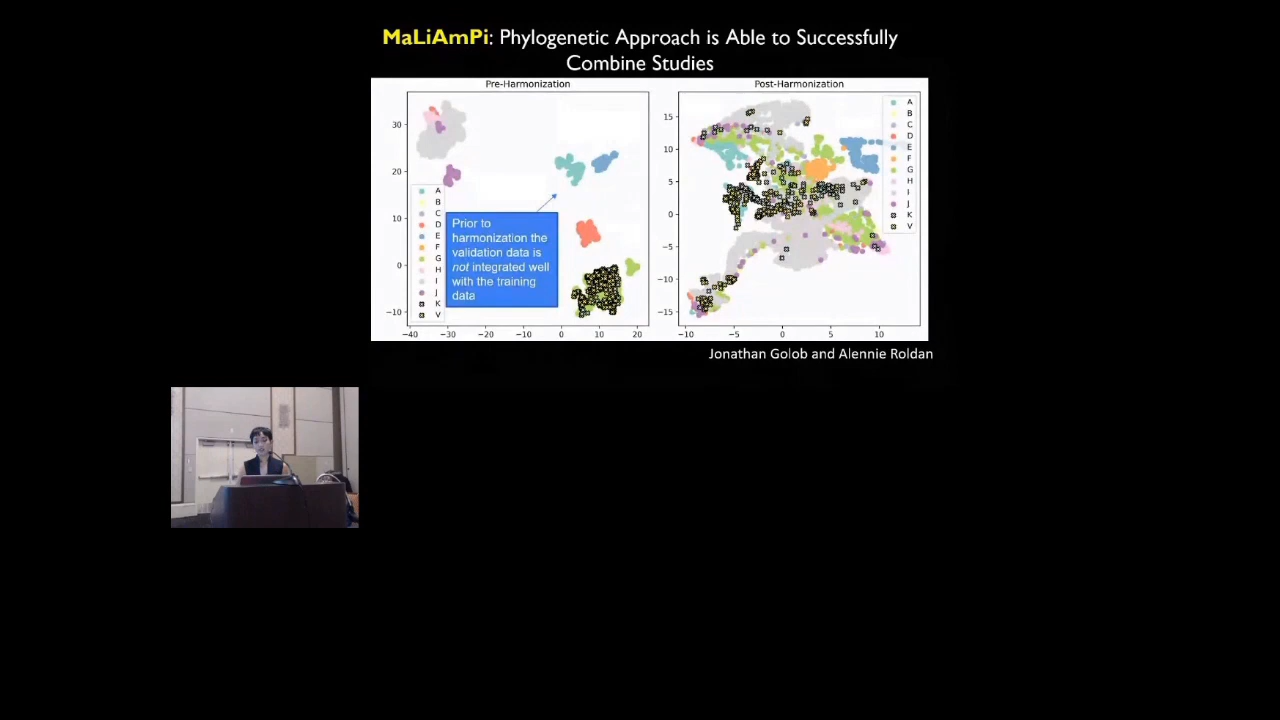 MaLiAmPi: Phylogenetic Approach is Able to Successfully
Combine Studies
Pre-Harmonization
Post-Harmonization
30
20
10
0
−10
−40
−30
−20
−10
0
10
20
A
B
C
D
E
F
G
H
I
J
K
V
Prior to
harmonization the
validation data is
not integrated well
with the training
data
15
10
5
0
−5
−10
−15
−10
−5
0
5
10
A
B
C
D
E
F
G
H
I
J
K
V
Jonathan Golob and Alennie Roldan